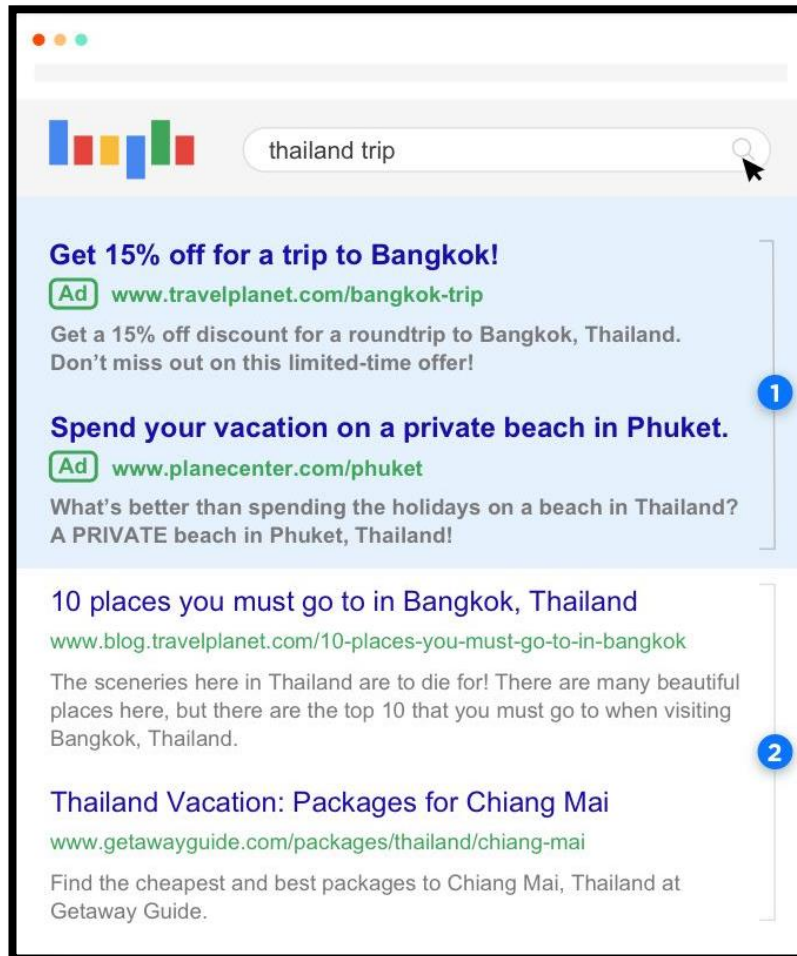 thailand trip
Get 15% off for a trip to Bangkok!
Ad www.travelplanet.com/bangkok-trip
Get a 15% off discount for a roundtrip to Bangkok, Thailand.
Don't miss out on this limited-time offer!
1
Spend your vacation on a private beach in Phuket.
Ad www.planecenter.com/phuket
What's better than spending the holidays on a beach in Thailand?
A PRIVATE beach in Phuket, Thailand!
10 places you must go to in Bangkok, Thailand
www.blog.travelplanet.com/10-places-you-must-go-to-in-bangkok
The sceneries here in Thailand are to die for! There are many beautiful
places here, but there are the top 10 that you must go to when visiting
Bangkok, Thailand.
2
Thailand Vacation: Packages for Chiang Mai
www.getawayguide.com/packages/thailand/chiang-mai
Find the cheapest and best packages to Chiang Mai, Thailand at
Getaway Guide.